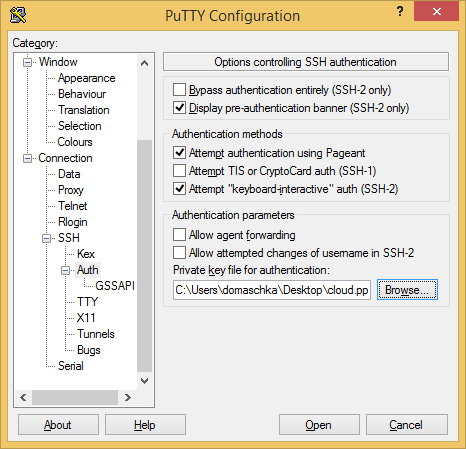 PuTTY Configuration
?
Category:
Window
Appearance
Behaviour
Translation
Selection
Colours
Connection
Data
Proxy
Telnet
Rlogin
SSH
Kex
Auth
GSSAPI
TTY
X11
Tunnels
Bugs
Serial
Options controlling SSH authentication
Bypass authentication entirely (SSH-2 only)
Display pre-authentication banner (SSH-2 only)
Authentication methods
Attempt authentication using Pageant
Attempt TIS or CryptoCard auth (SSH-1)
Attempt "keyboard-interactive" auth (SSH-2)
Authentication parameters
Allow agent forwarding
Allow attempted changes of username in SSH-2
Private key file for authentication:
C:\Users\domaschka\Desktop\cloud.pp
Browse...
About
Help
Open
Cancel